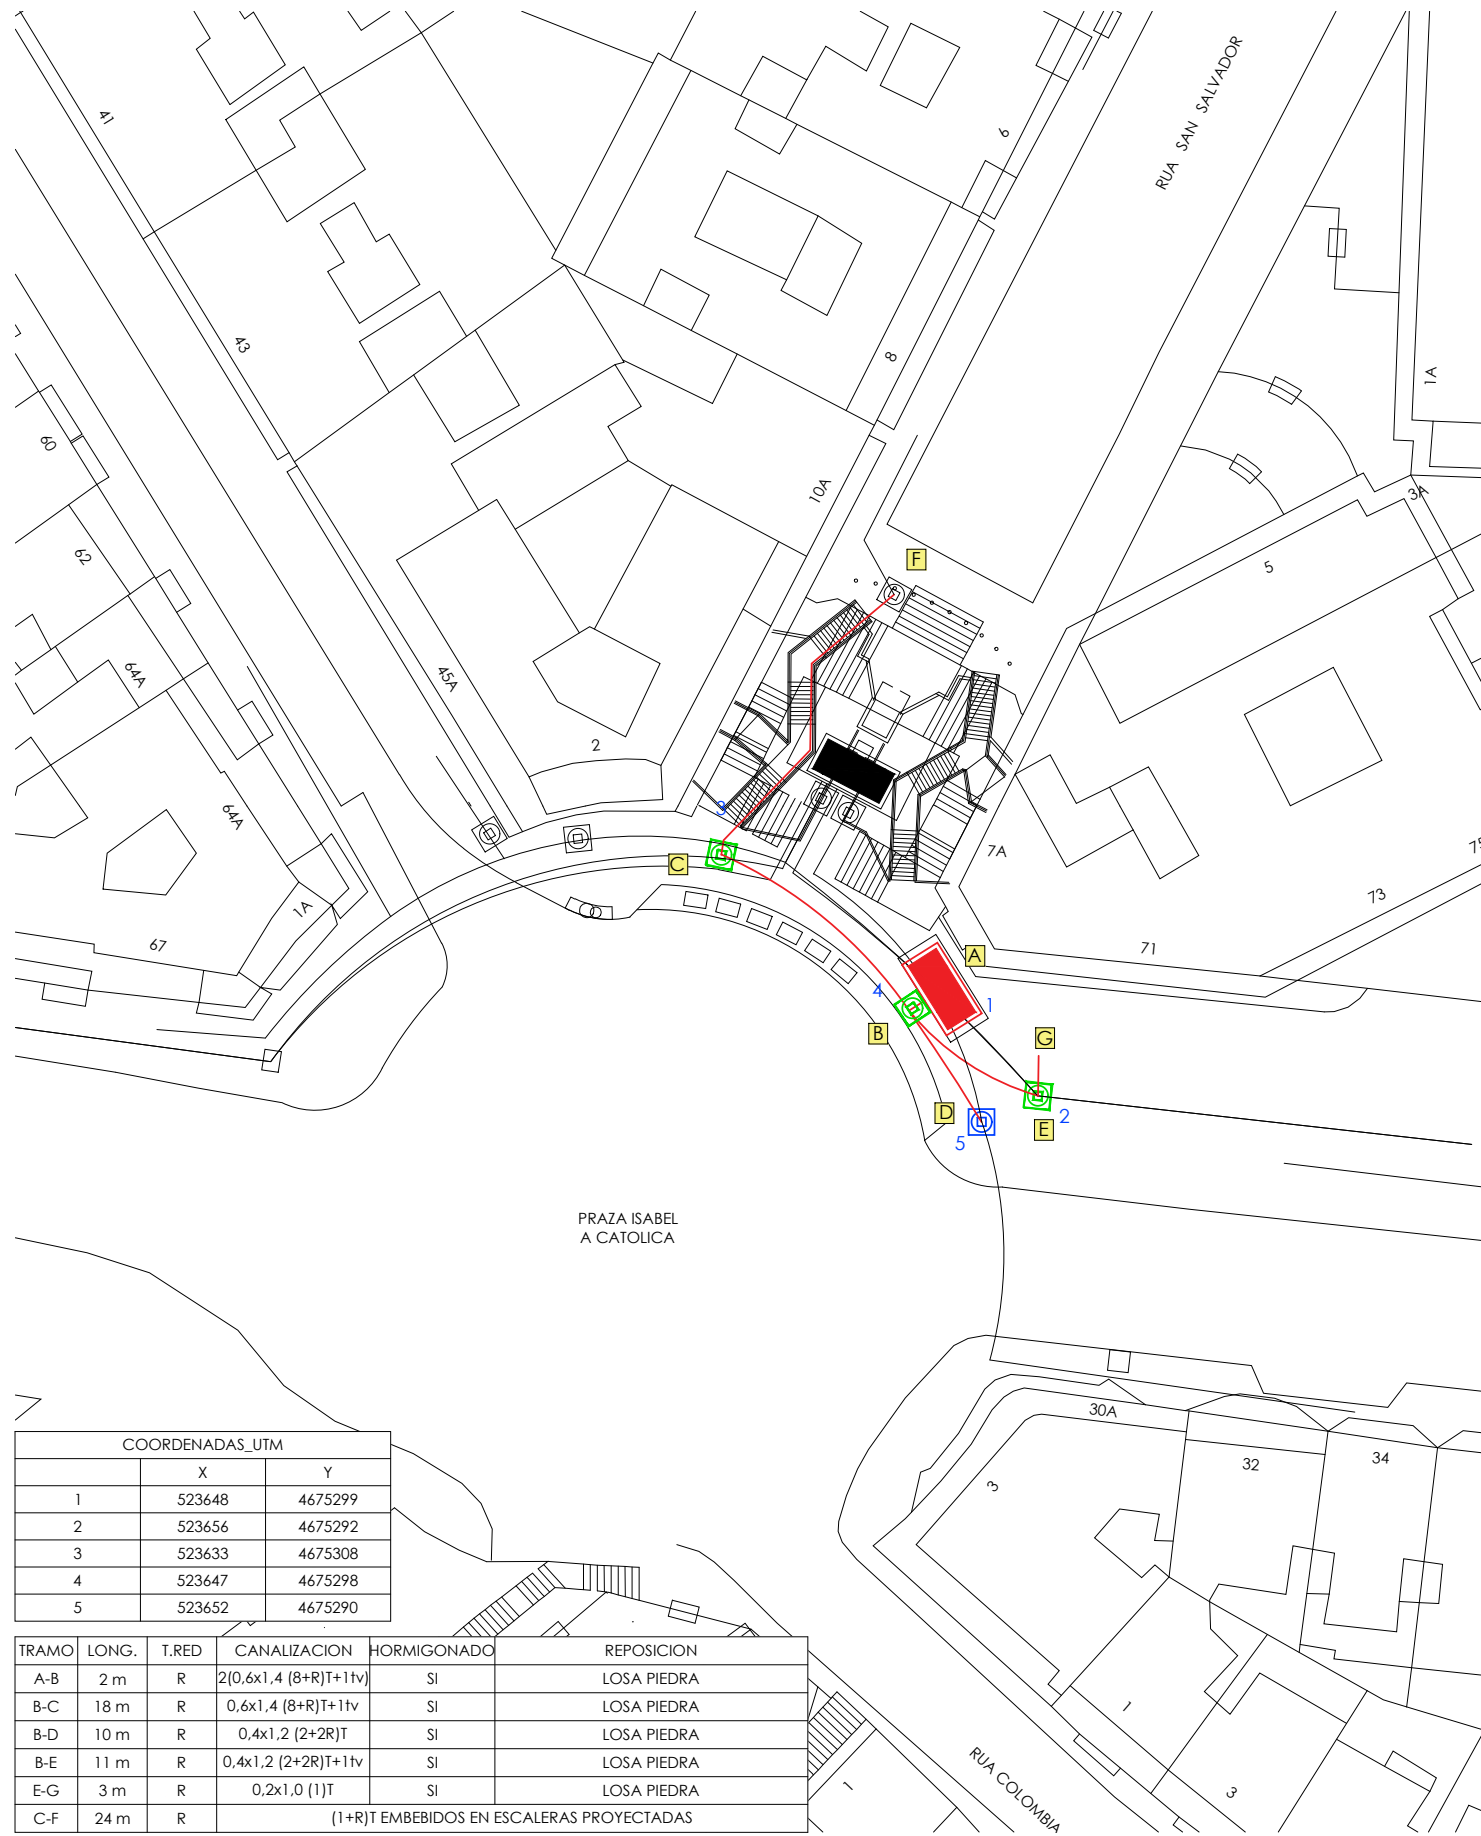 41
RUA SAN SALVADOR
6
43
8
1A
60
10A
3A
62
F
5
64A
45A
2
3
64A
7A
75
C
1A
73
67
71
A
4
1
B
G
D
2
5
E
PRAZA ISABEL
A CATOLICA
30A
32
34
3
COORDENADAS_UTM
X Y
1 523648 4675299
2 523656 4675292
3 523633 4675308
4 523647 4675298
5 523652 4675290
TRAMO LONG. T.RED CANALIZACION HORMIGONADO REPOSICION
A-B 2 m R 2(0,6x1,4 (8+R)T+1tv) SI LOSA PIEDRA
B-C 18 m R 0,6x1,4 (8+R)T+1tv SI LOSA PIEDRA
B-D 10 m R 0,4x1,2 (2+2R)T SI LOSA PIEDRA
B-E 11 m R 0,4x1,2 (2+2R)T+1tv SI LOSA PIEDRA
E-G 3 m R 0,2x1,0 (1)T SI LOSA PIEDRA
C-F 24 m R (1+R)T EMBEBIDOS EN ESCALERAS PROYECTADAS
1
1
RUA COLOMBIA
3